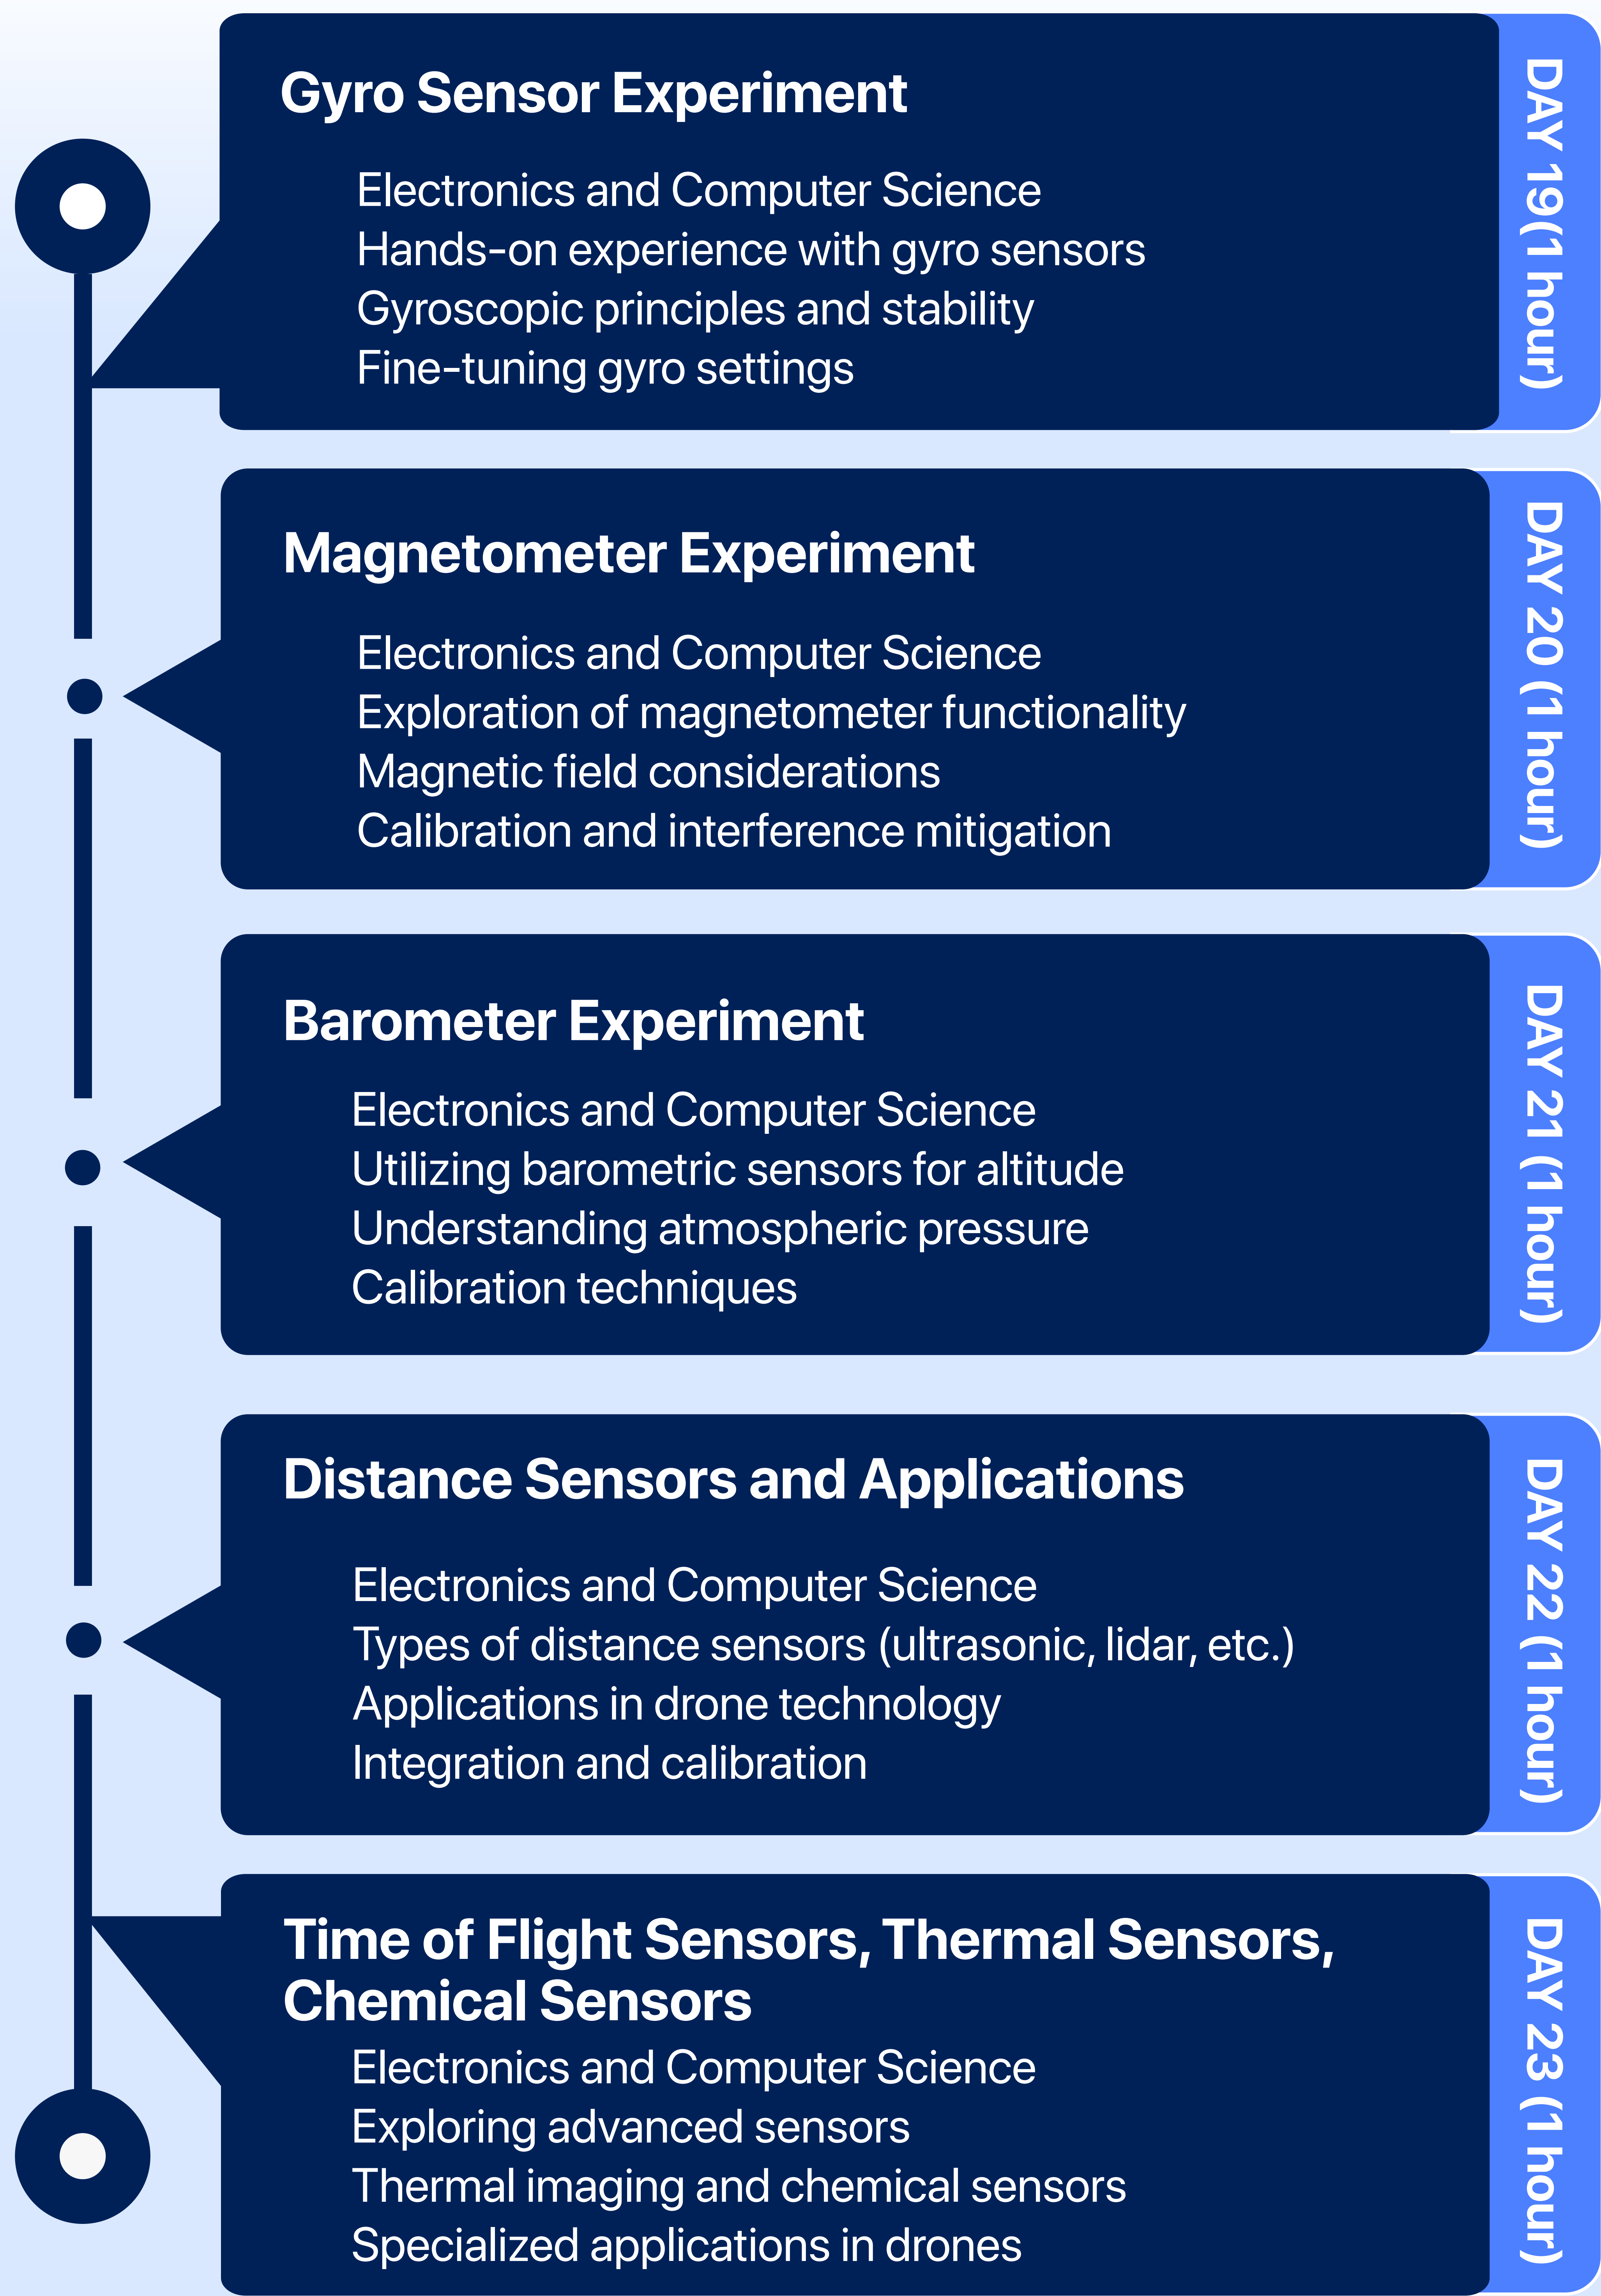 Gyro Sensor Experiment
Electronics and Computer Science
Hands-on experience with gyro sensors
Gyroscopic principles and stability
Fine-tuning gyro settings
DAY 19(1 hour)
Magnetometer Experiment
Electronics and Computer Science
Exploration of magnetometer functionality
Magnetic field considerations
Calibration and interference mitigation
DAY 20 (1 hour)
Barometer Experiment
Electronics and Computer Science
Utilizing barometric sensors for altitude
Understanding atmospheric pressure
Calibration techniques
DAY 21 (1 hour)
Distance Sensors and Applications
Electronics and Computer Science
Types of distance sensors (ultrasonic, lidar, etc.)
Applications in drone technology
Integration and calibration
DAY 22 (1 hour)
Time of Flight Sensors, Thermal Sensors,
Chemical Sensors
Electronics and Computer Science
Exploring advanced sensors
Thermal imaging and chemical sensors
Specialized applications in drones
DAY 23 (1 hour)